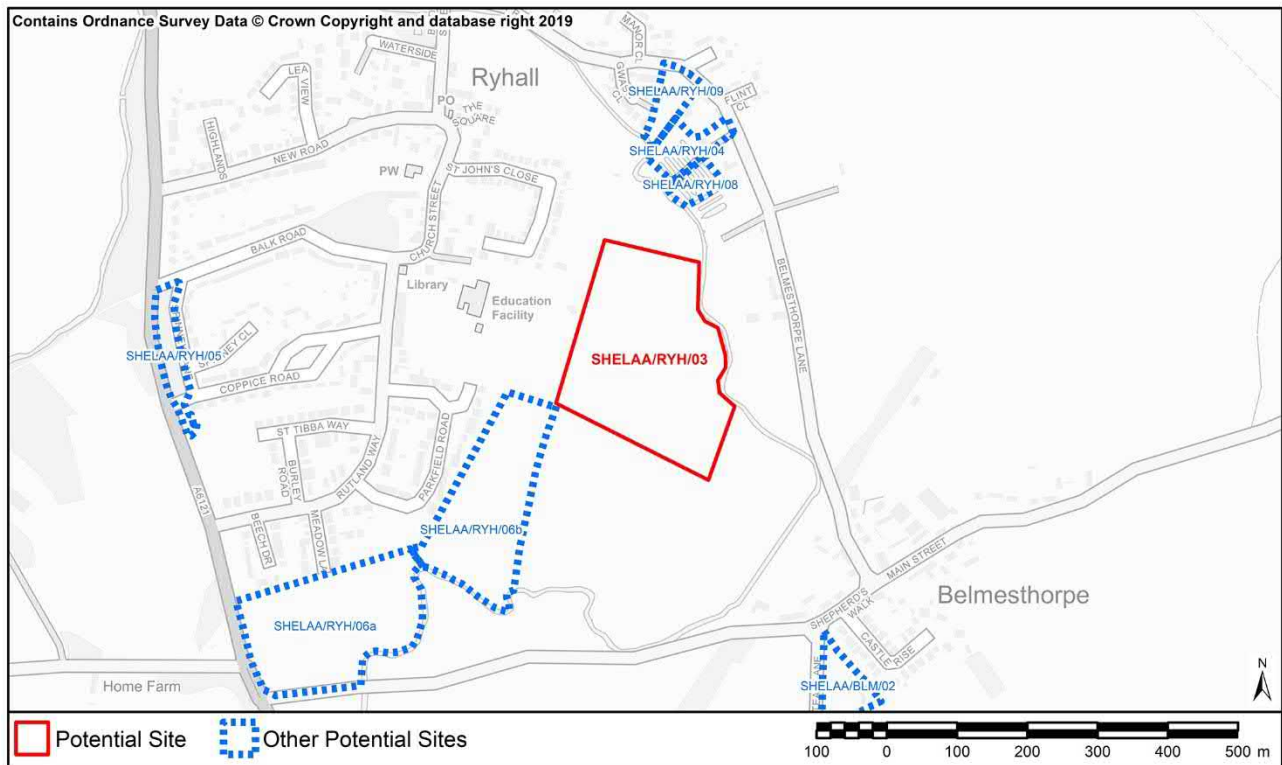 Contains Ordnance Survey Data © Crown Copyright and database right 2019
MANOR CL
WATERSIDE
Ryhall
GWASH
CL
SHELAA/RYH/09
LEA
VIEW
PO
THE
SQUARE
FLINT
CL
HIGHLANDS
NEW ROAD
SHELAA/RYH/04
PW
ST JOHN'S CLOSE
SHELAA/RYH/08
CHURCH STREET
BALK ROAD
BELMESTHORPE LANE
Library
Education
Facility
SHELAA/RYH/05
SPINNEY CL
SHELAA/RYH/03
COPPICE ROAD
ST TIBBA WAY
BURLEY
ROAD
RUTLAND WAY
PARKFIELD ROAD
A6121
BEECH DR
MEADOW LA
SHELAA/RYH/06b
MAIN STREET
Belmesthorpe
SHEPHERD'S
WALK
CASTLE
RISE
SHELAA/RYH/06a
Home Farm
SHELAA/BLM/02
N
Potential Site
Other Potential Sites
100 0 100 200 300 400 500 m